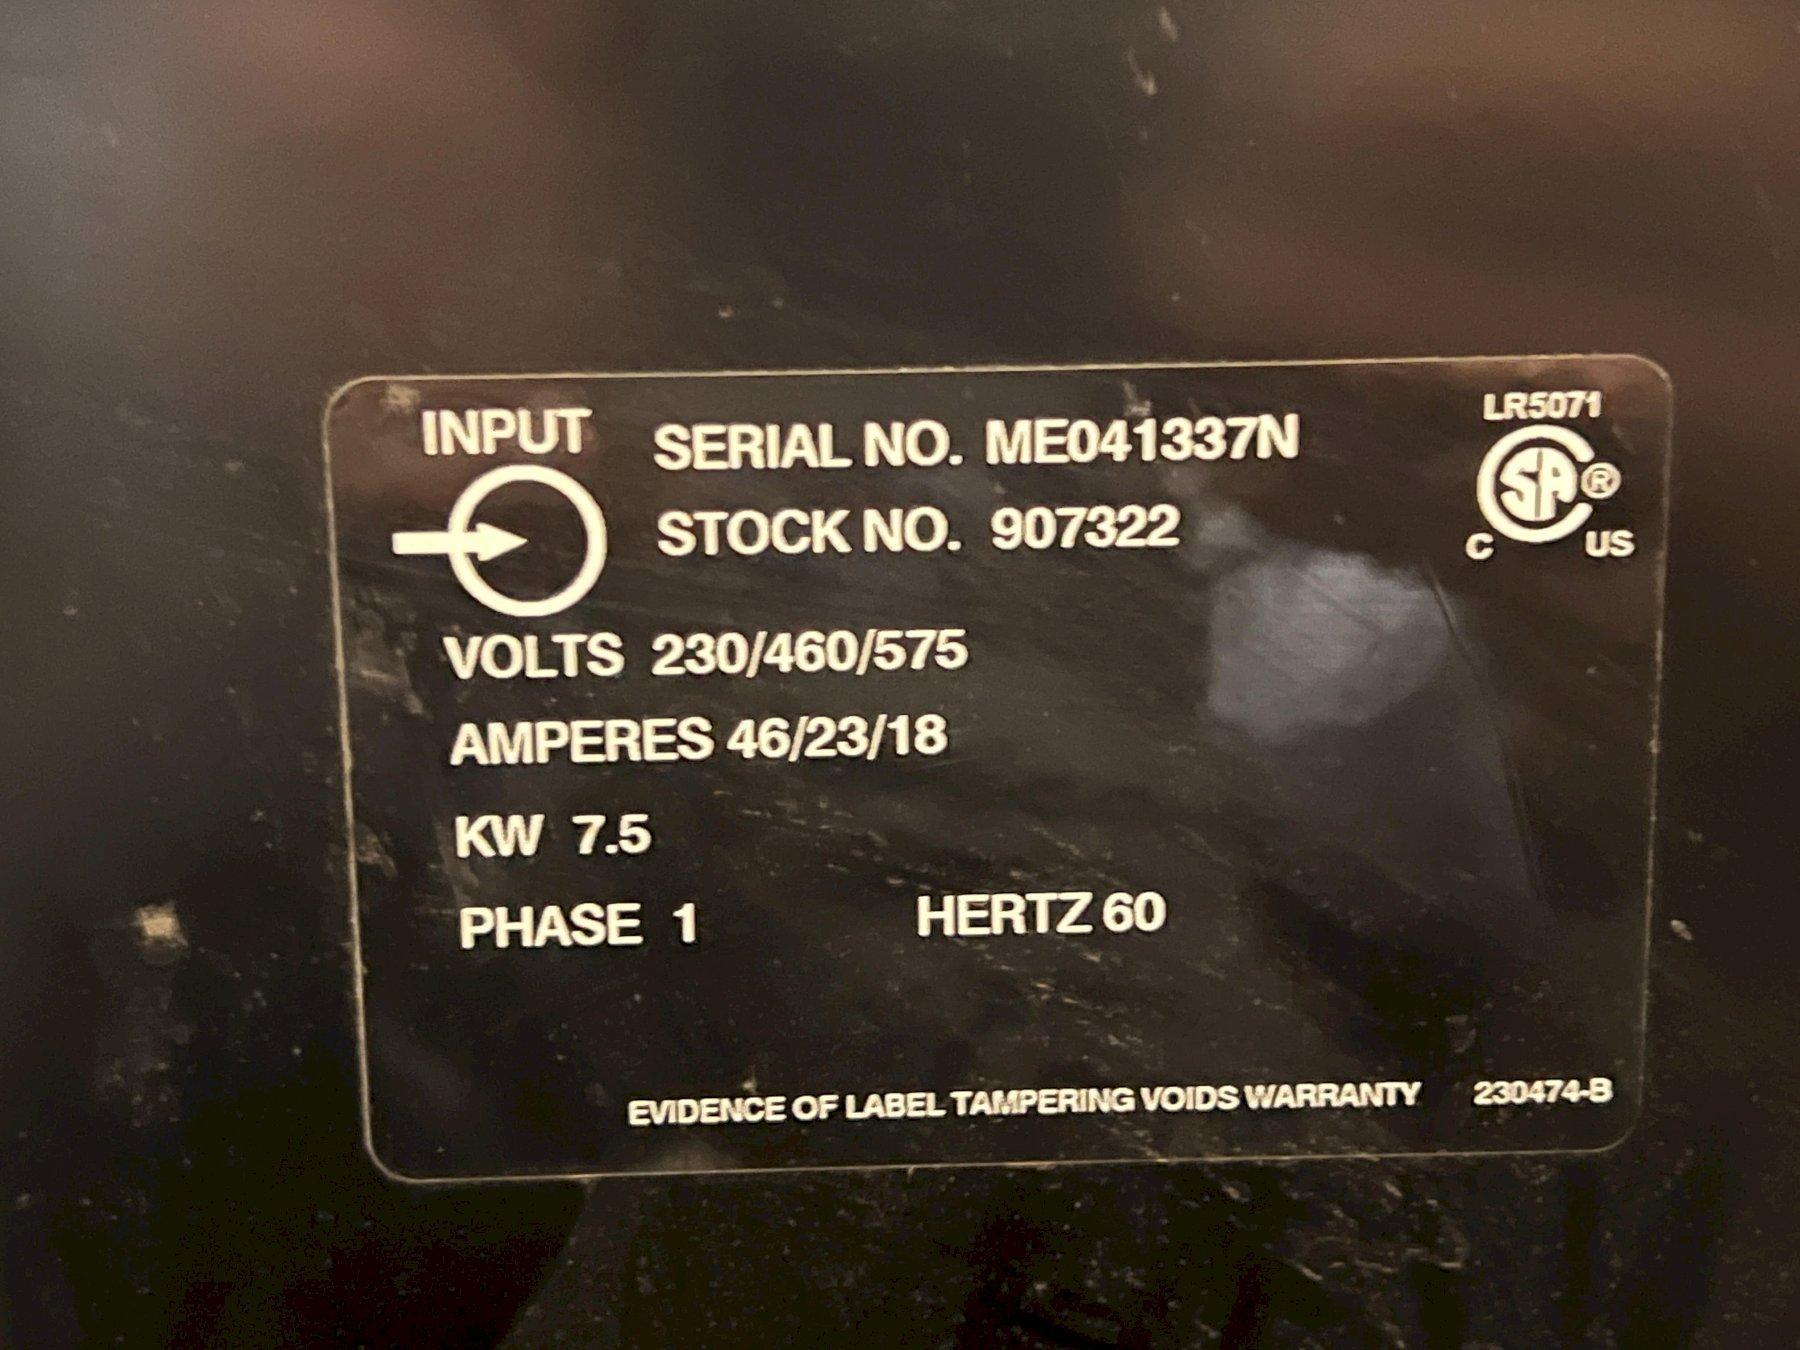 INPUT
SERIAL NO. ME041337N
STOCK NO. 907322
LR5071
SA ®
C US
VOLTS 230/460/575
AMPERES 46/23/18
KW 7.5
PHASE 1 HERTZ 60
EVIDENCE OF LABEL TAMPERING VOIDS WARRANTY 230474-B